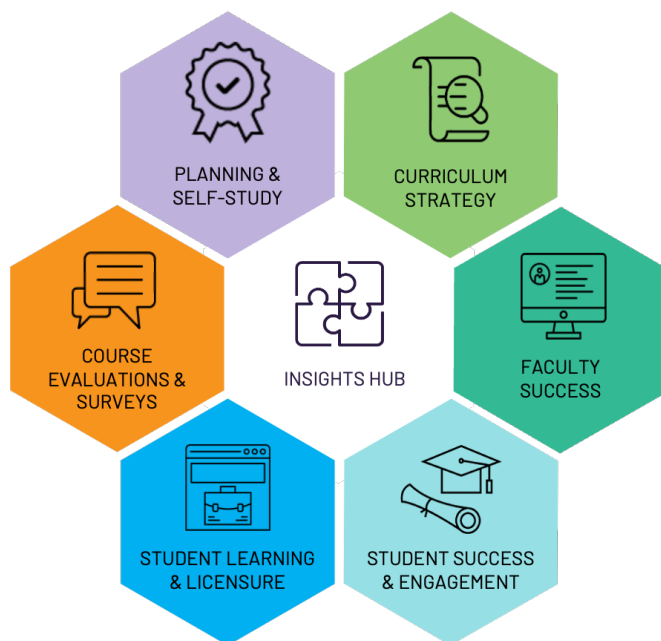 PLANNING &
SELF-STUDY
CURRICULUM
STRATEGY
COURSE
EVALUATIONS &
SURVEYS
INSIGHTS HUB
FACULTY
SUCCESS
STUDENT LEARNING
& LICENSURE
STUDENT SUCCESS
& ENGAGEMENT